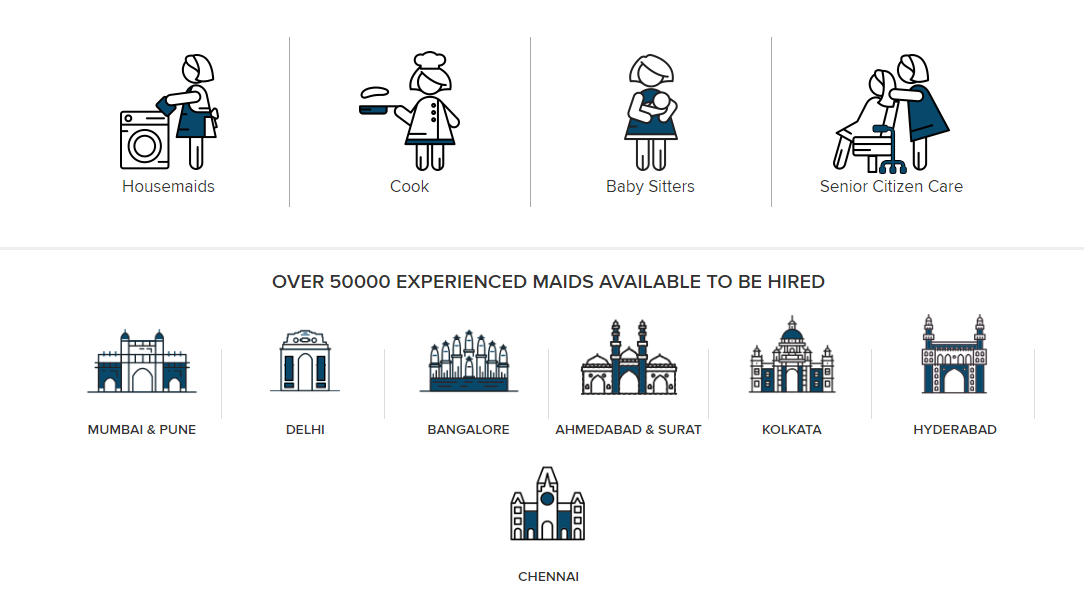 Housemaids
Cook
Baby Sitters
Senior Citizen Care
OVER 50000 EXPERIENCED MAIDS AVAILABLE TO BE HIRED
MUMBAI & PUNE
DELHI
BANGALORE
AHMEDABAD & SURAT
KOLKATA
HYDERABAD
CHENNAI